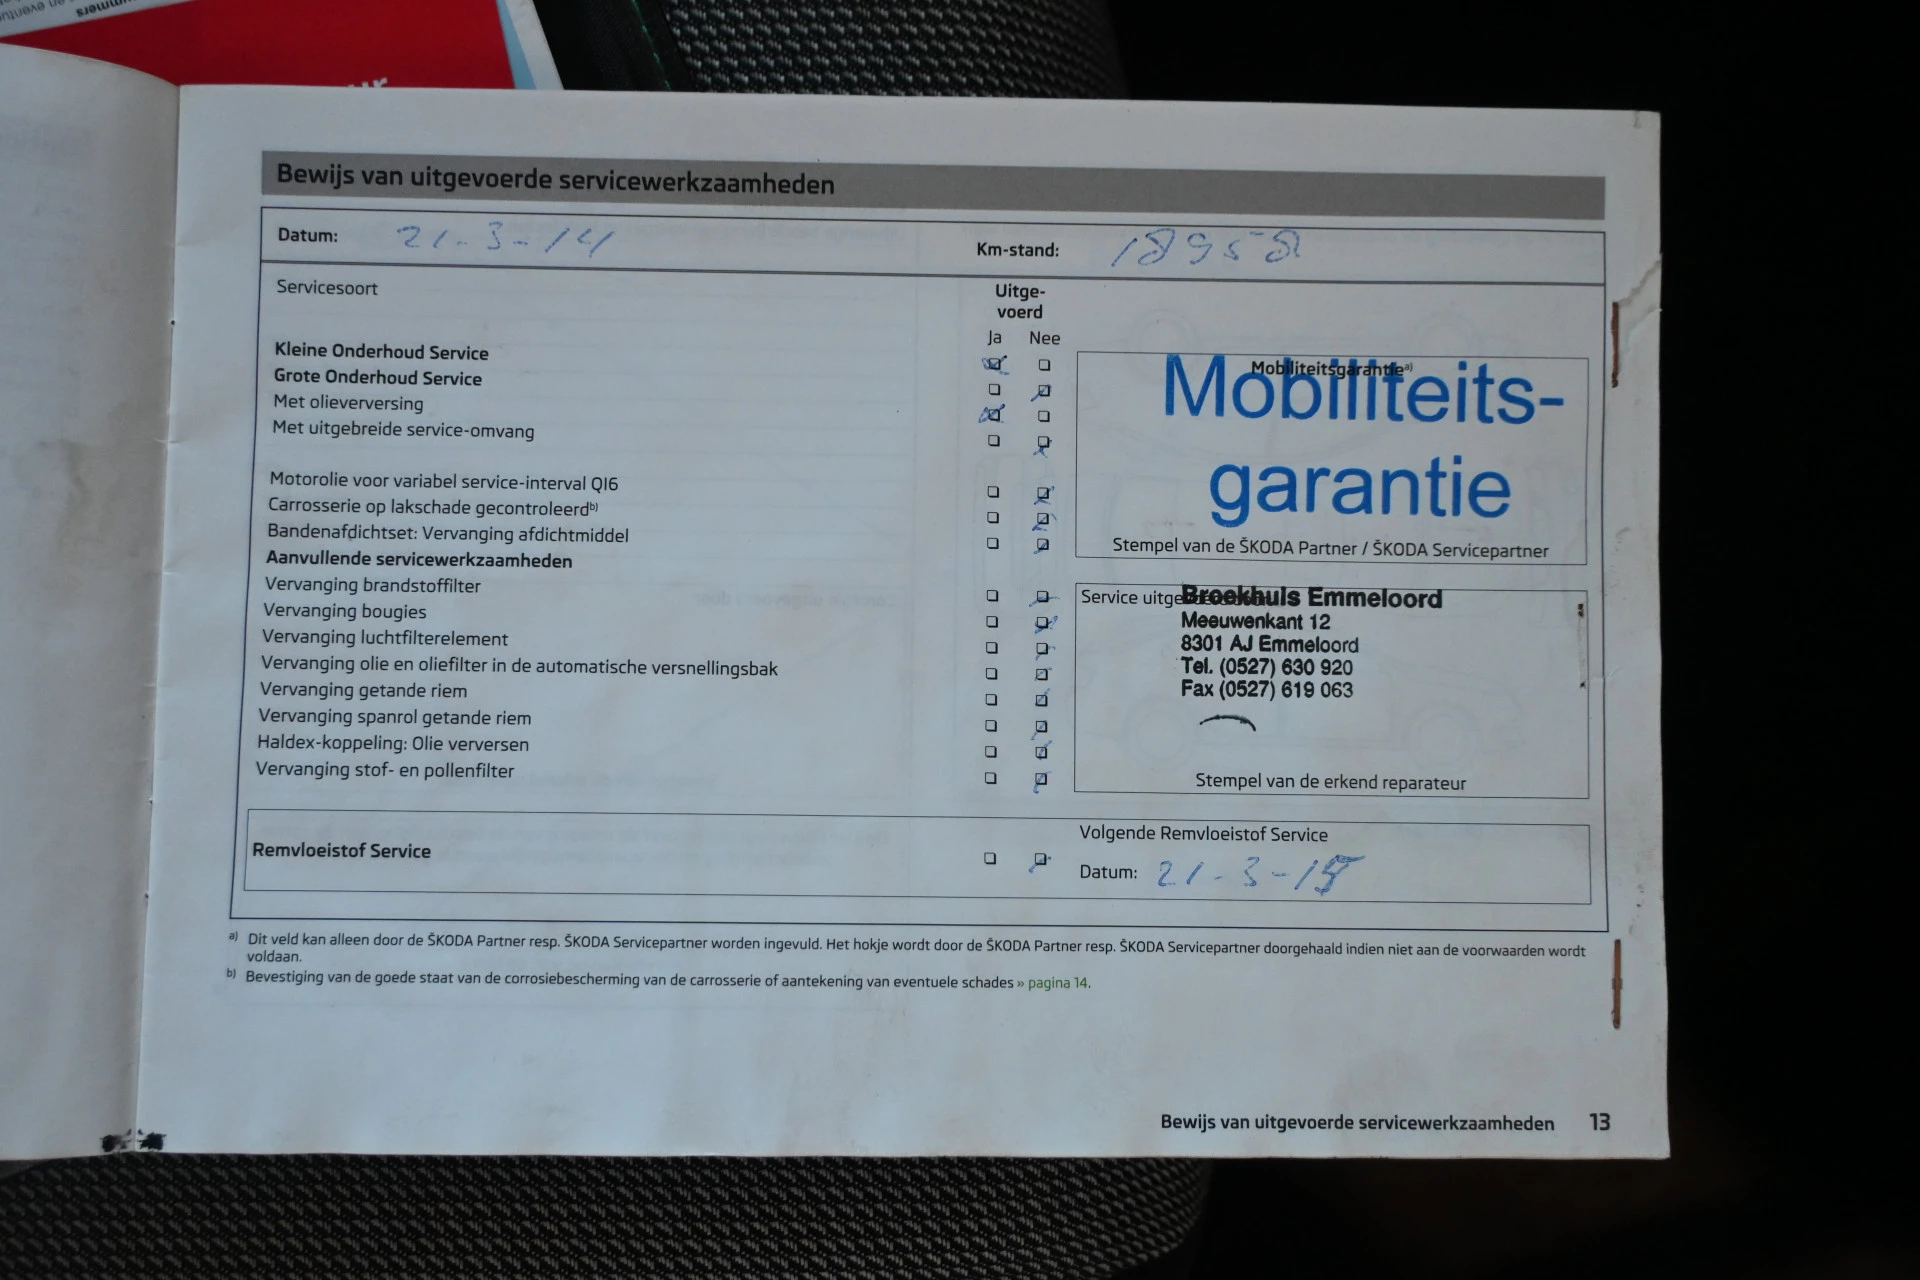 Bewijs van uitgevoerde servicewerkzaamheden
Datum: 21-3-14
Km-stand: 18958
Servicesoort
Uitge-
voerd
Ja Nee
Kleine Onderhoud Service
Grote Onderhoud Service
Met olieverversing
Met uitgebreide service-omvang
Motorolie voor variabel service-interval QI6
Carrosserie op lakschade gecontroleerd b)
Bandenafdichtset: Vervanging afdichtmiddel
Aanvullende servicewerkzaamheden
Vervanging brandstoffilter
Vervanging bougies
Vervanging luchtfilterelement
Vervanging olie en oliefilter in de automatische versnellingsbak
Vervanging getande riem
Vervanging spanrol getande riem
Haldex-koppeling: Olie verversen
Vervanging stof- en pollenfilter
Mobiliteitsgarantie a)
Mobiliteits-
garantie
Stempel van de ŠKODA Partner / ŠKODA Servicepartner
Service
Broekhuis Emmeloord
Meeuwenkant 12
8301 AJ Emmeloord
Tel. (0527) 630 920
Fax (0527) 619 063
Stempel van de erkend reparateur
Remvloeistof Service
Volgende Remvloeistof Service
Datum: 21-3-15
a) Dit veld kan alleen door de ŠKODA Partner resp. ŠKODA Servicepartner worden ingevuld. Het hokje wordt door de ŠKODA Partner resp. ŠKODA Servicepartner doorgehaald indien niet aan de voorwaarden wordt
voldaan.
b) Bevestiging van de goede staat van de corrosiebescherming van de carrosserie of aantekening van eventuele schades » pagina 14.
Bewijs van uitgevoerde servicewerkzaamheden 13